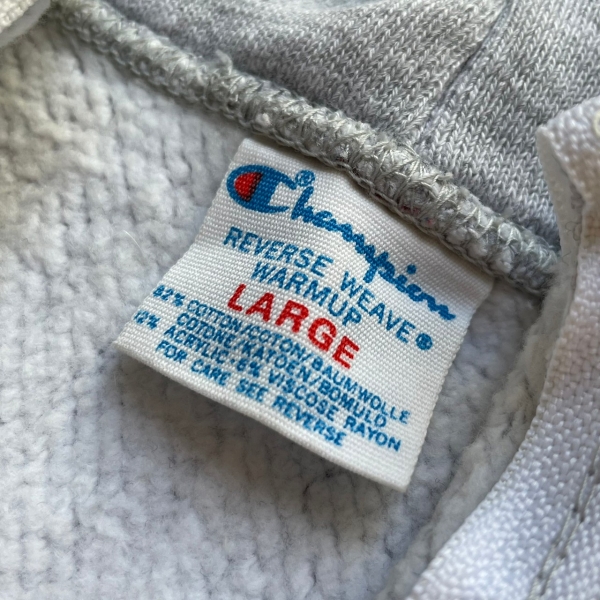 Champion®
REVERSE WEAVE®
WARMUP
LARGE
82% COTTON/COTON/BAUMWOLLE
COTONE/KATOEN/BOMULD
12% ACRYLIC 6% VISCOSE RAYON
FOR CARE SEE REVERSE